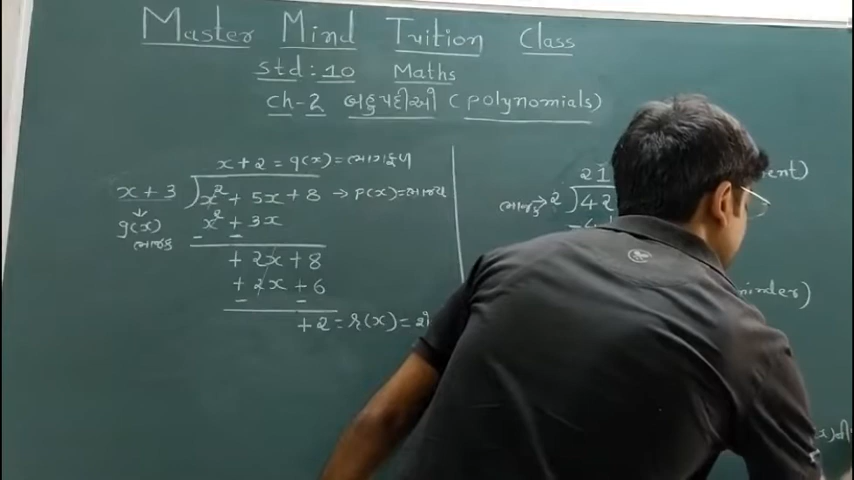 Master Mind Tuition Class
std : 10 Maths
ch-2 બહુપદીઓ (polynomials)
x + 2 = q(x) = ભાગફળ
x + 3 ) x² + 5x + 8 → P(x) = ભાજ્ય
g(x) x² + 3x
ભાજક - -
+ 2x + 8
+ 2x + 6
- -
+ 2 = r(x) =
21
ભાજક → 2 ) 42
ent)
inder)